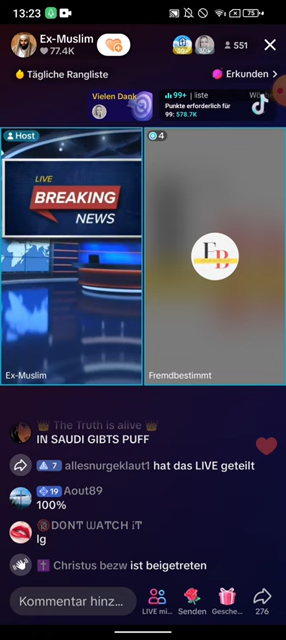 13:23
75
Ex-Muslim
77.4K
551
Tägliche Rangliste
Erkunden
Vielen Dank
99+ | liste
Punkte erforderlich für
99: 578.7K
Host
4
LIVE
BREAKING
NEWS
FB
Ex-Muslim
Fremdbestimmt
The Truth is alive
IN SAUDI GIBTS PUFF
7 allesnurgeklaut1 hat das LIVE geteilt
19 Aout89
100%
DON'T WATCH iT
lg
Christus bezw ist beigetreten
Kommentar hinz...
LIVE mi...
Senden
Gesche...
276